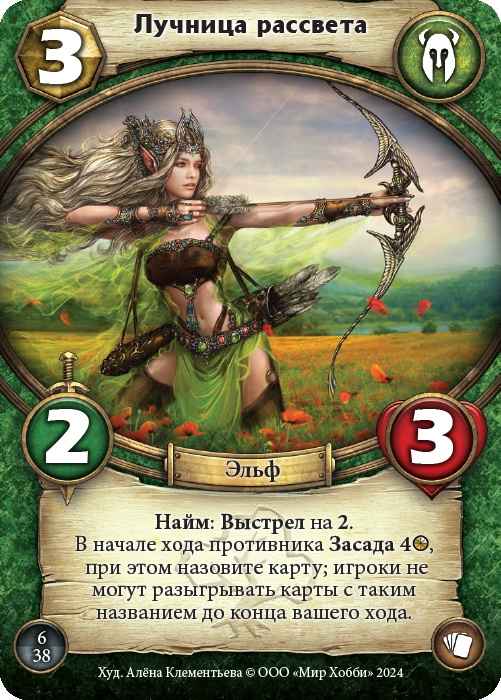 Лучница рассвета
3
2
3
Эльф
Найм: Выстрел на 2.
В начале хода противника Засада 4,
при этом назовите карту; игроки не
могут разыгрывать карты с таким
названием до конца вашего хода.
6
38
Худ. Алёна Клементьева © ООО «Мир Хобби» 2024